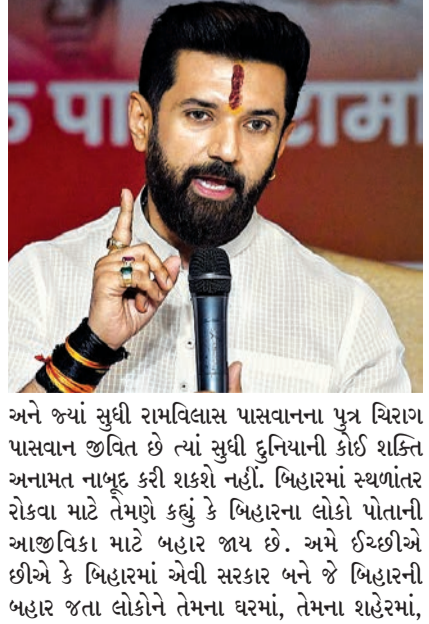 અને જ્યાં સુધી રામવિલાસ પાસવાનના પુત્ર ચિરાગ
પાસવાન જીવિત છે ત્યાં સુધી દુનિયાની કોઈ શક્તિ
અનામત નાબૂદ કરી શકશે નહીં. બિહારમાં સ્થળાંતર
રોકવા માટે તેમણે કહ્યું કે બિહારના લોકો પોતાની
આજીવિકા માટે બહાર જાય છે. અમે ઈચ્છીએ
છીએ કે બિહારમાં એવી સરકાર બને જે બિહારની
બહાર જતા લોકોને તેમના ઘરમાં, તેમના શહેરમાં,